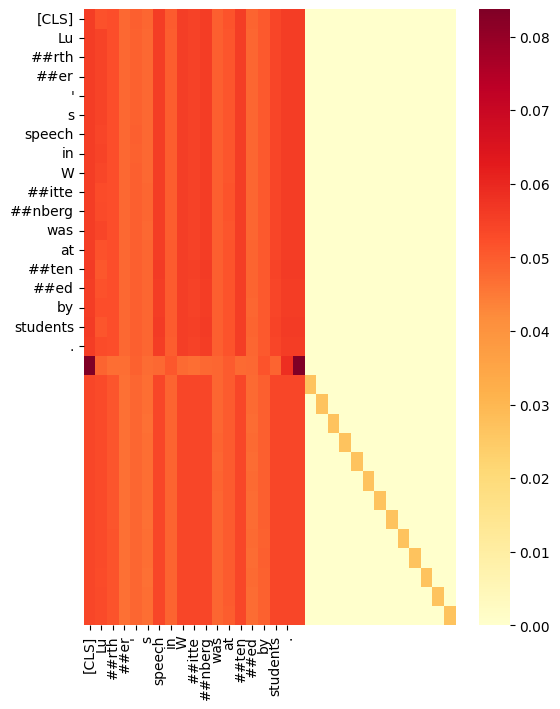 [CLS]
Lu
##rth
##er
'
s
speech
in
W
##itte
##nberg
was
at
##ten
##ed
by
students
.
[CLS]
Lu
##rth
##er
'
s
speech
in
W
##itte
##nberg
was
at
##ten
##ed
by
students
.
0.08
0.07
0.06
0.05
0.04
0.03
0.02
0.01
0.00